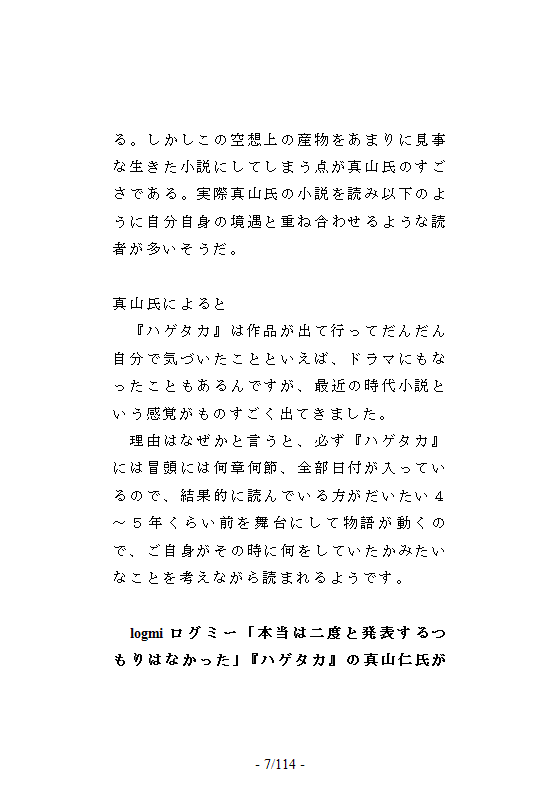 る。しかしこの空想上の産物をあまりに見事
な生きた小説にしてしまう点が真山氏のすご
さである。実際真山氏の小説を読み以下のよ
うに自分自身の境遇と重ね合わせるような読
者が多いそうだ。
真山氏によると
『ハゲタカ』は作品が出て行ってだんだん
自分で気づいたことといえば、ドラマにもな
ったこともあるんですが、最近の時代小説と
いう感覚がものすごく出てきました。
理由はなぜかと言うと、必ず『ハゲタカ』
には冒頭には何章何節、全部日付が入ってい
るので、結果的に読んでいる方がだいたい４
～５年くらい前を舞台にして物語が動くの
で、ご自身がその時に何をしていたかみたい
なことを考えながら読まれるようです。
logmi ログミー「本当は二度と発表するつ
もりはなかった」『ハゲタカ』の真山仁氏が
- 7/114 -